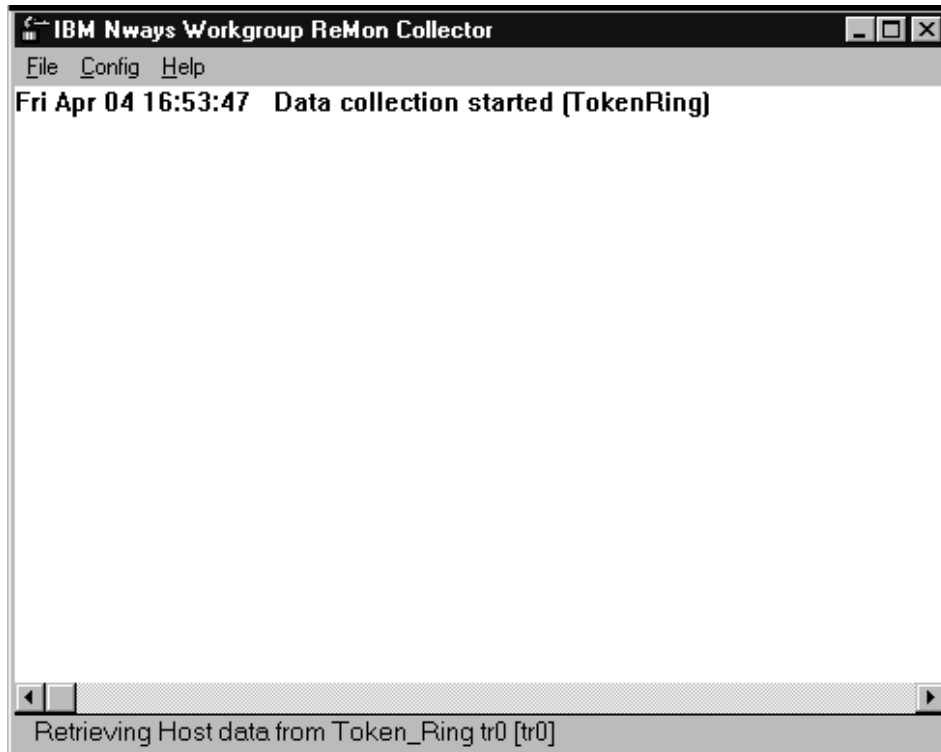 IBM Nways Workgroup ReMon Collector
File Config Help
Fri Apr 04 16:53:47 Data collection started (TokenRing)
Retrieving Host data from Token_Ring tr0 [tr0]